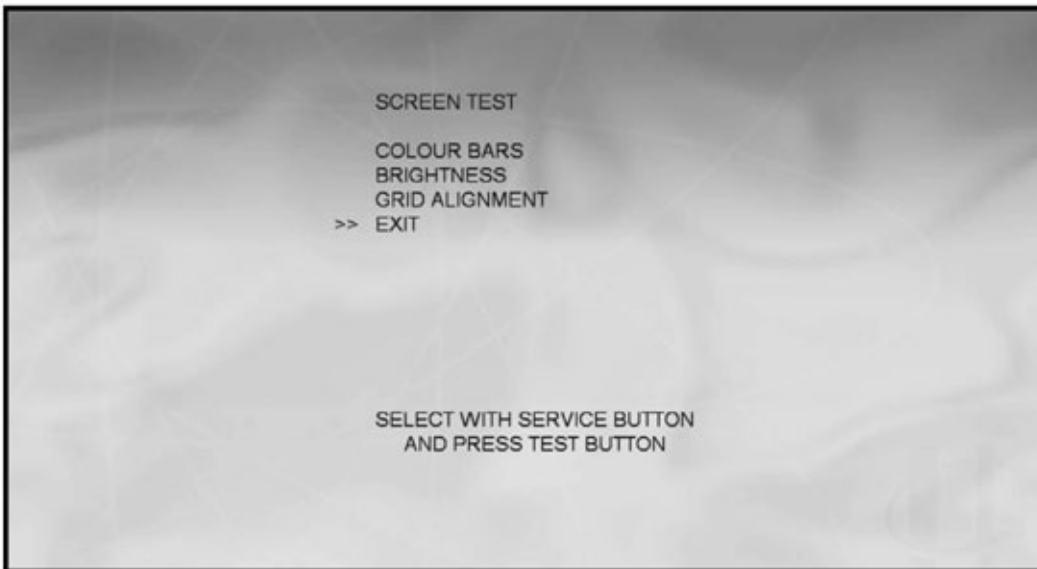 SCREEN TEST
COLOUR BARS
BRIGHTNESS
GRID ALIGNMENT
>> EXIT
SELECT WITH SERVICE BUTTON
AND PRESS TEST BUTTON